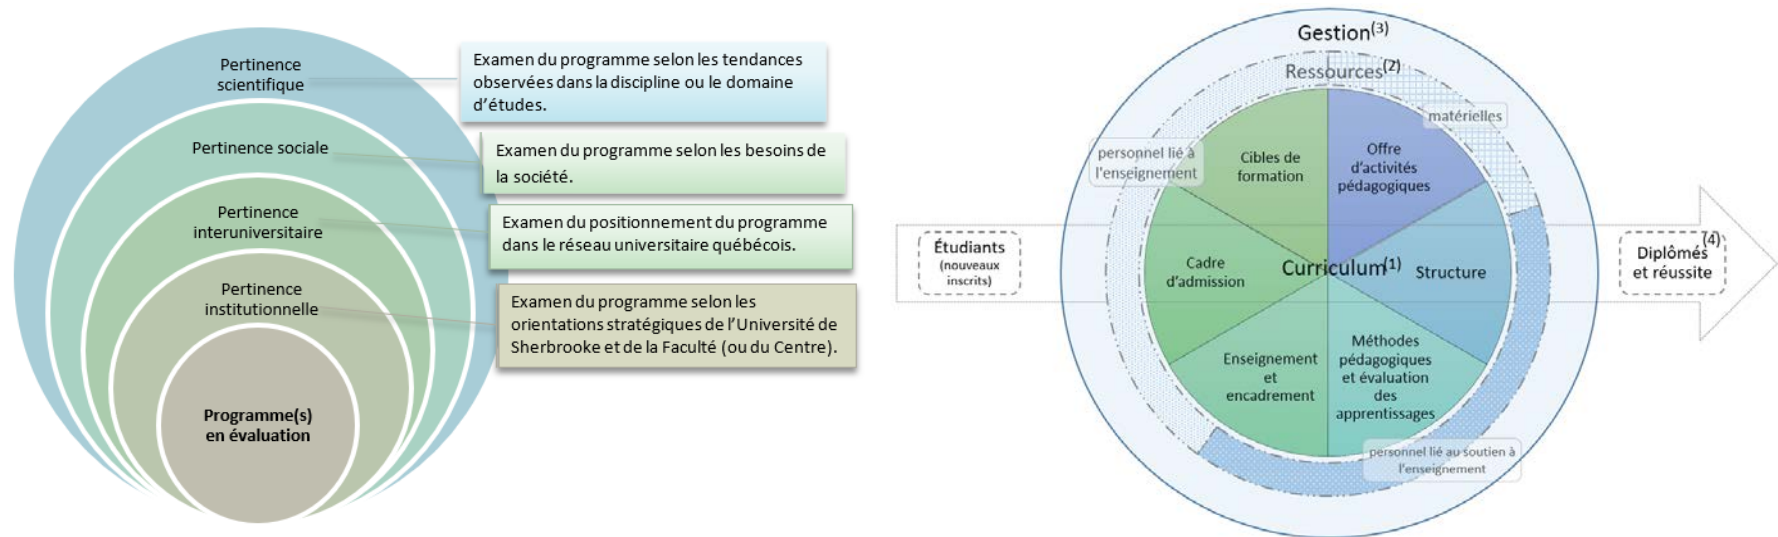 Pertinence
scientifique
Examen du programme selon les tendances
observées dans la discipline ou le domaine
d’études.
Pertinence sociale
Examen du programme selon les besoins de
la société.
Pertinence
interuniversitaire
Examen du positionnement du programme
dans le réseau universitaire québécois.
Pertinence
institutionnelle
Examen du programme selon les
orientations stratégiques de l’Université de
Sherbrooke et de la Faculté (ou du Centre).
Programme(s)
en évaluation
Gestion(3)
Ressources(2)
matérielles
personnel lié à
l'enseignement
Cibles de
formation
Offre
d’activités
pédagogiques
Étudiants
(nouveaux
inscrits)
Cadre
d’admission
Curriculum(1)
Structure
Diplômés(4)
et réussite
Enseignement
et
encadrement
Méthodes
pédagogiques
et évaluation
des
apprentissages
personnel lié au soutien à
l'enseignement